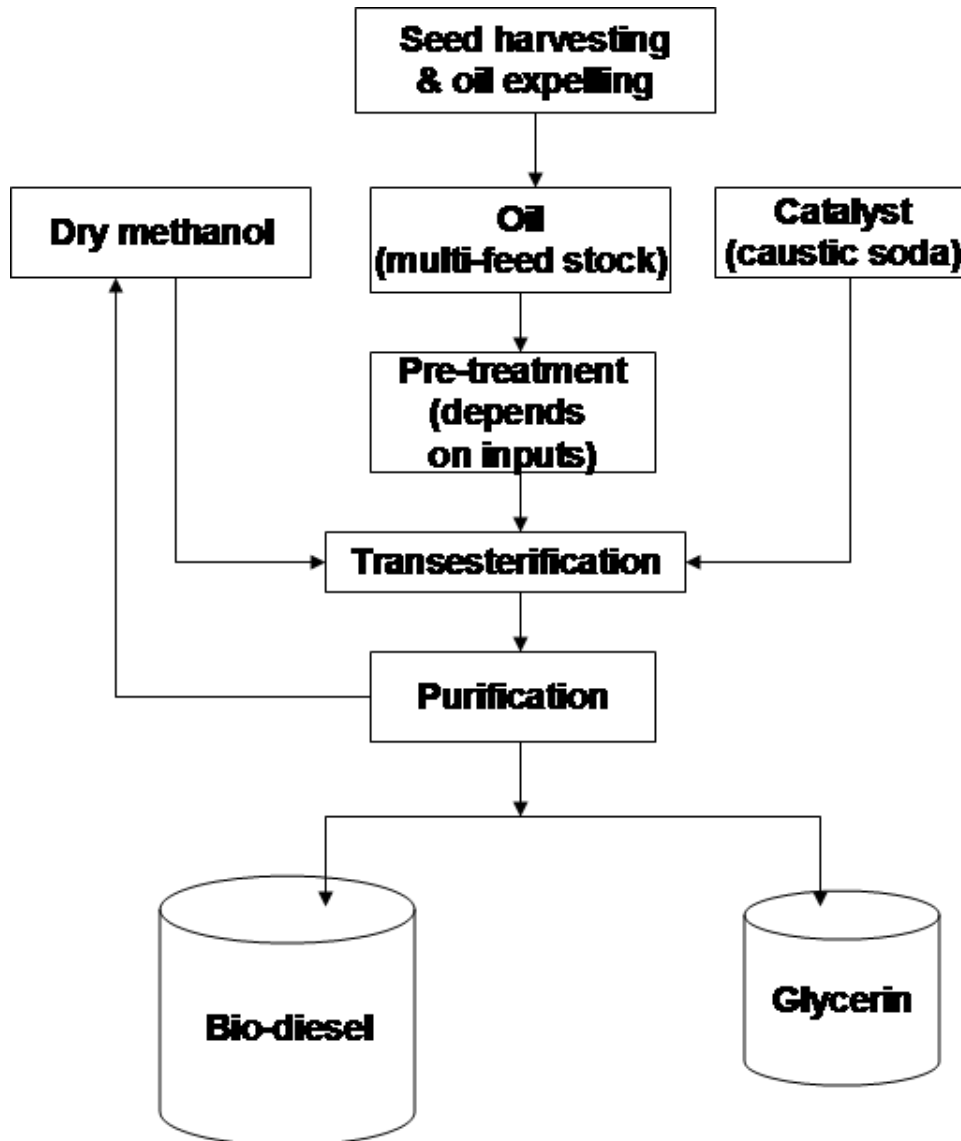 Seed harvesting
& oil expelling
Dry methanol
Oil
(multi-feed stock)
Catalyst
(caustic soda)
Pre-treatment
(depends
on inputs)
Transesterification
Purification
Bio-diesel
Glycerin